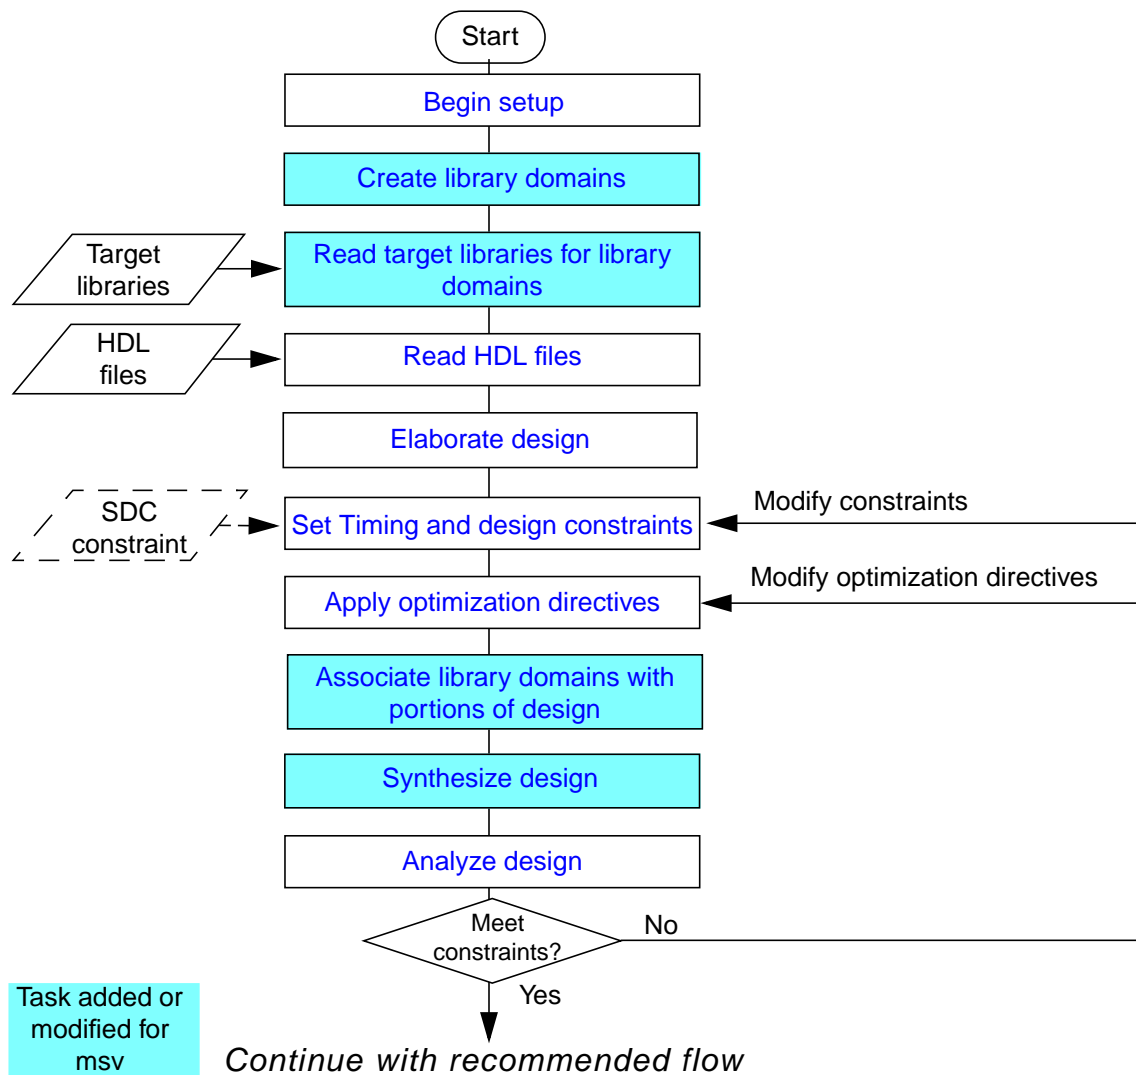 Start
Begin setup
Create library domains
Target
libraries
Read target libraries for library
domains
HDL
files
Read HDL files
Elaborate design
SDC
constraint
Set Timing and design constraints
Modify constraints
Apply optimization directives
Modify optimization directives
Associate library domains with
portions of design
Synthesize design
Analyze design
Meet
constraints?
No
Yes
Task added or
modified for
msv
Continue with recommended flow